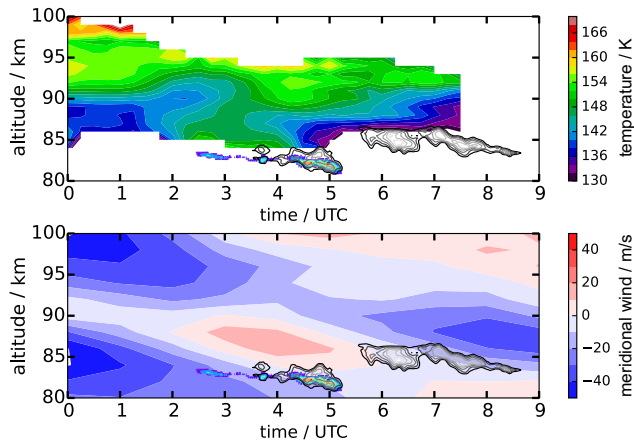 100
95
90
85
80
altitude / km
0 1 2 3 4 5 6 7 8 9
time / UTC
166
160
154
148
142
136
130
temperature / K
100
95
90
85
80
altitude / km
0 1 2 3 4 5 6 7 8 9
time / UTC
40
20
0
−20
−40
meridional wind / m/s